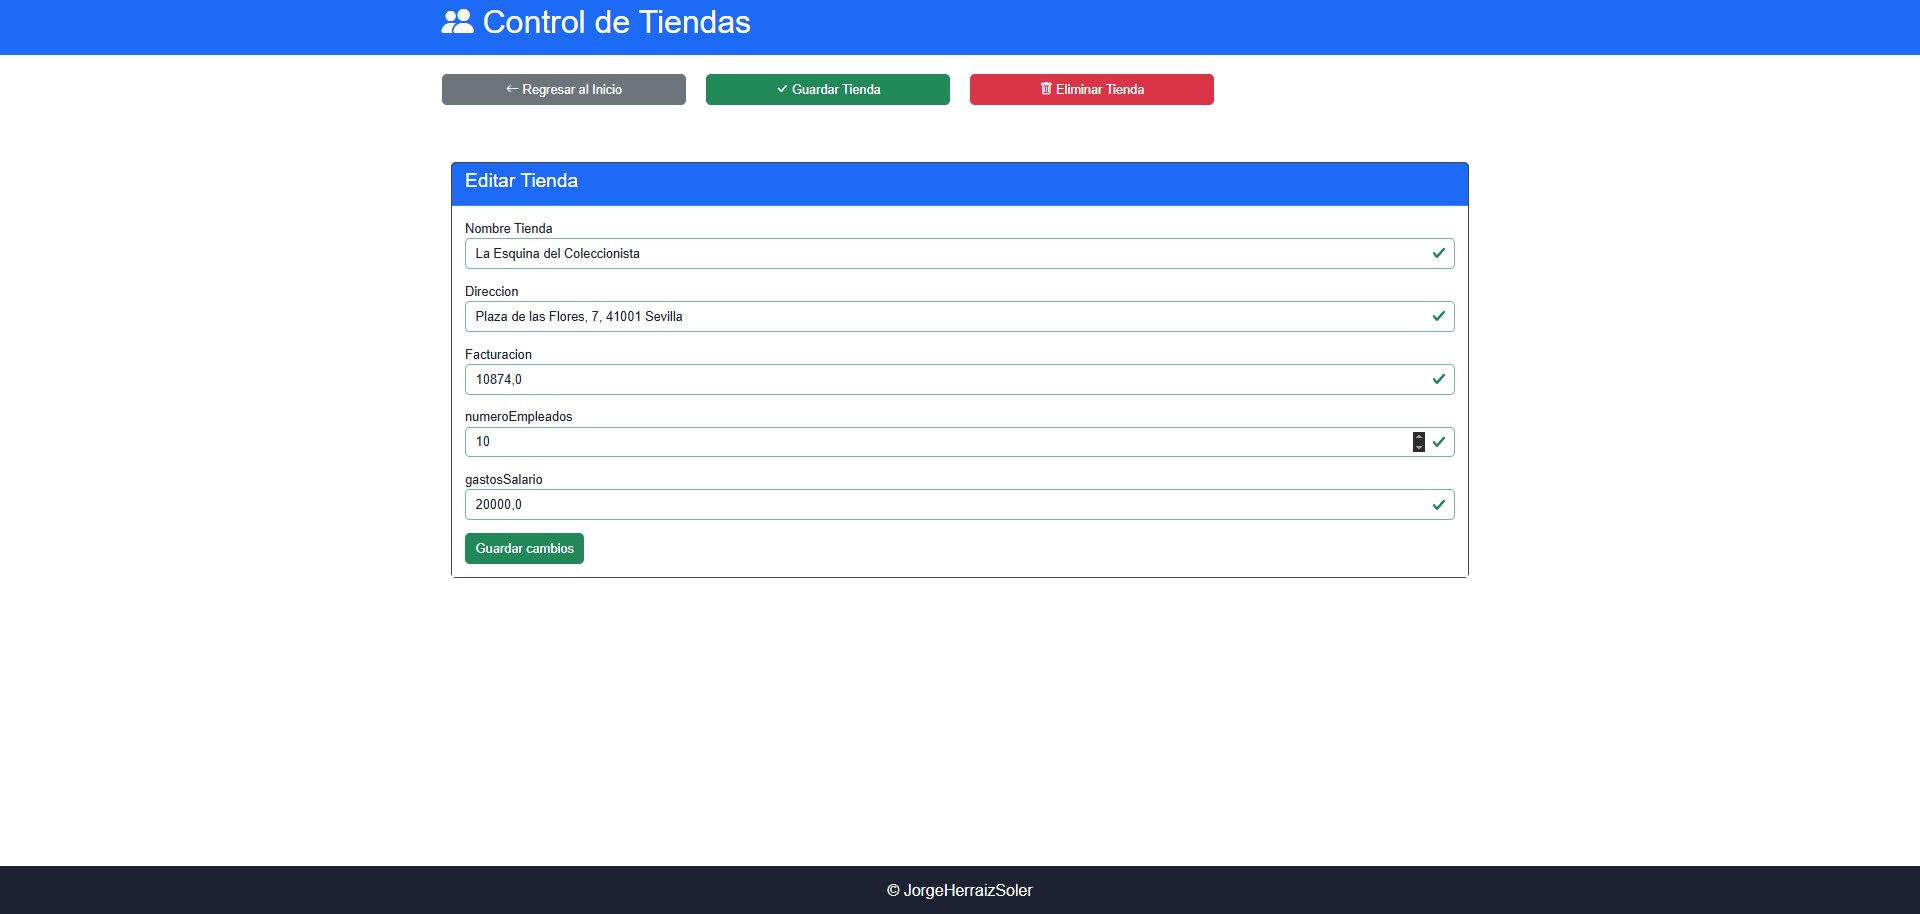 Control de Tiendas
Regresar al Inicio
Guardar Tienda
Eliminar Tienda
Editar Tienda
Nombre Tienda
La Esquina del Coleccionista
Direccion
Plaza de las Flores, 7, 41001 Sevilla
Facturacion
10874,0
numeroEmpleados
10
gastosSalario
20000,0
Guardar cambios
© JorgeHerraizSoler